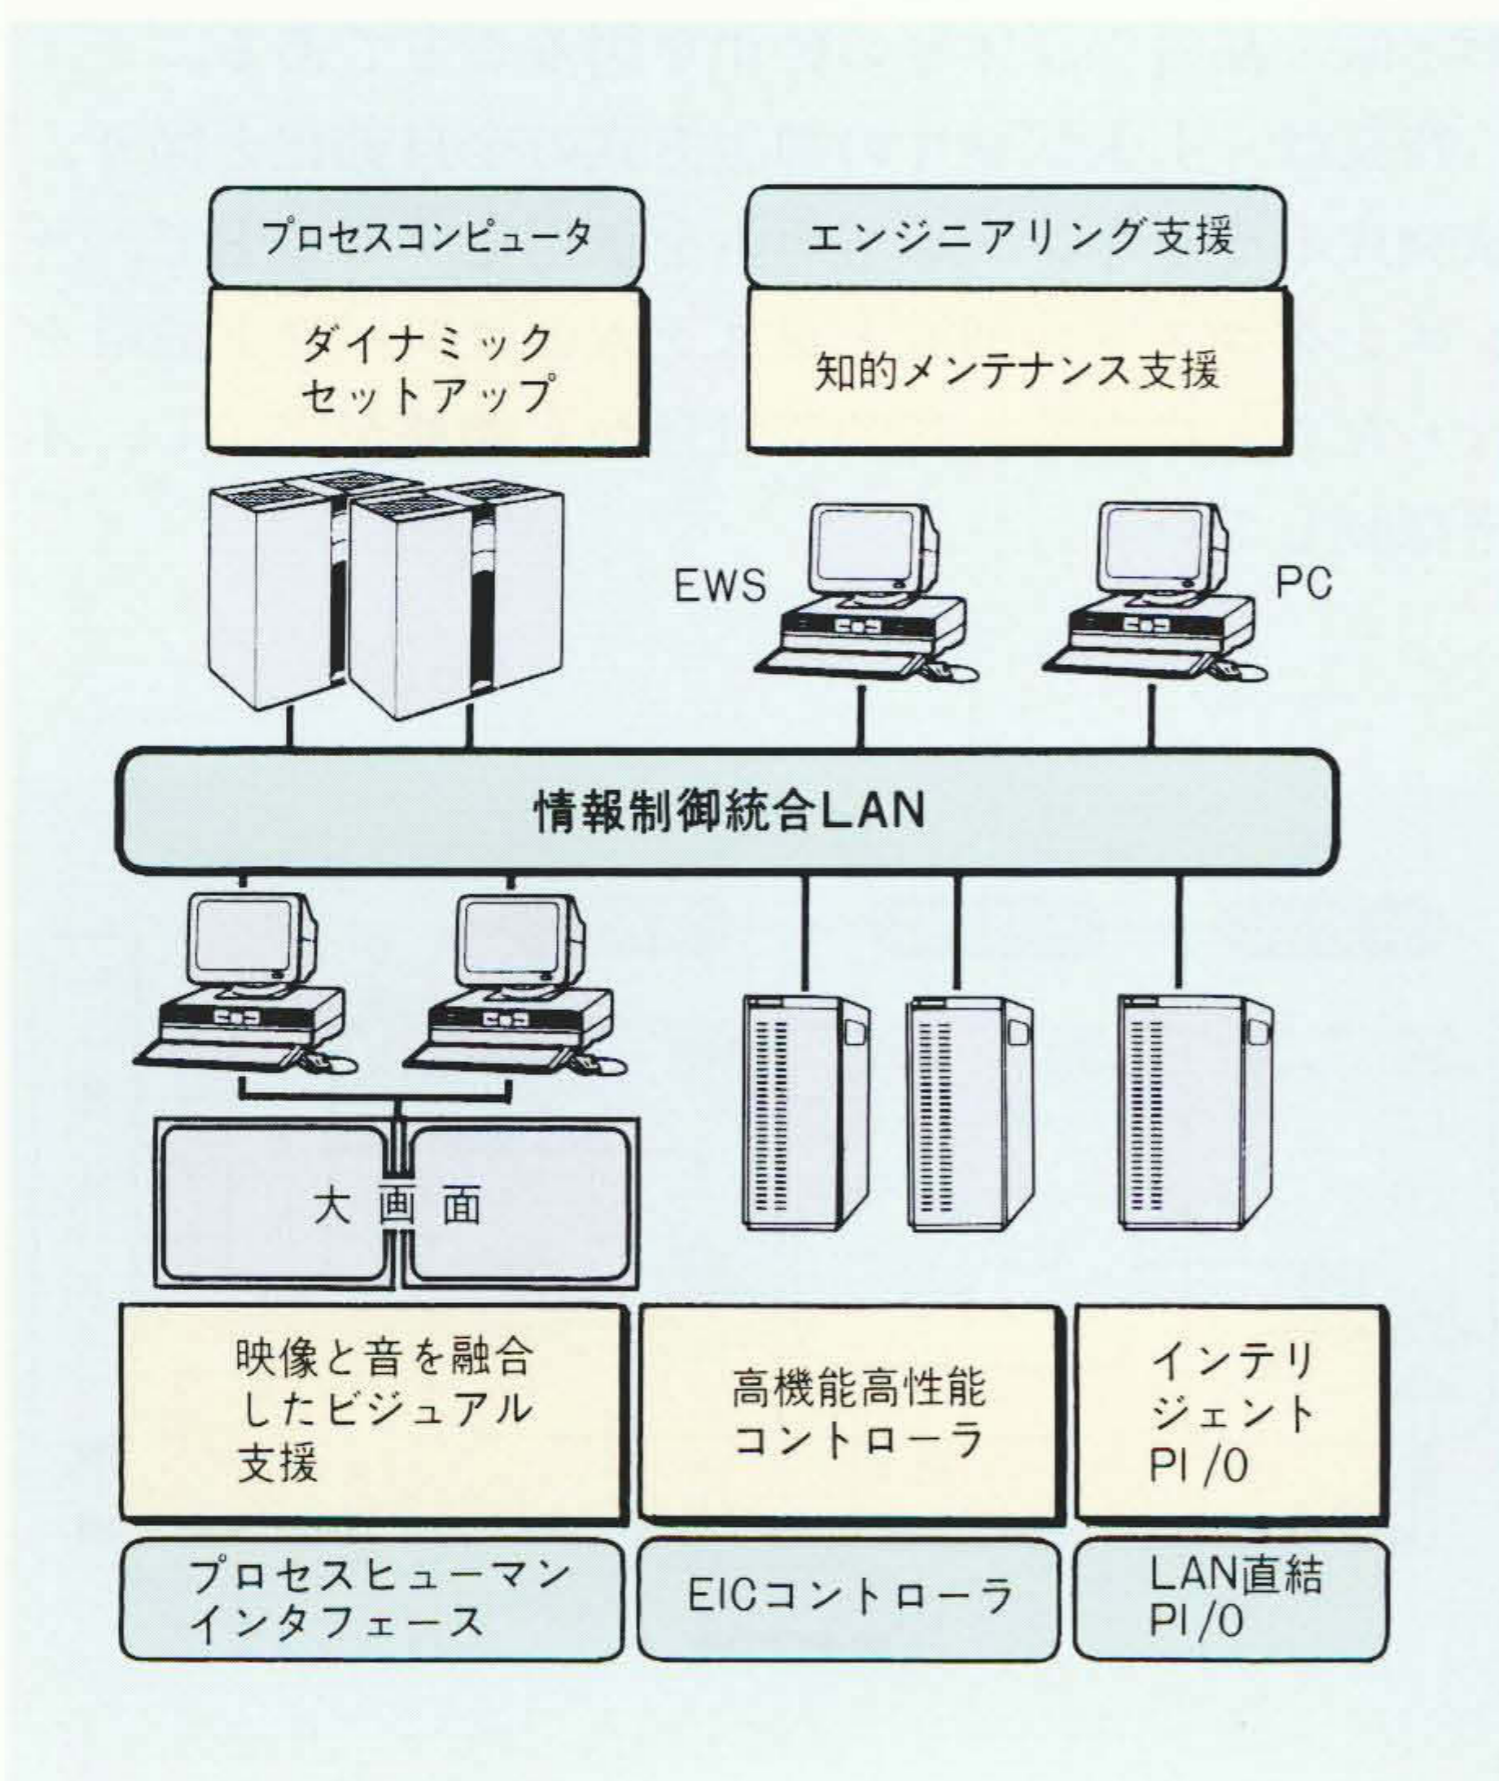 プロセスコンピュータ
ダイナミック
セットアップ
エンジニアリング支援
知的メンテナンス支援
EWS
PC
情報制御統合LAN
大画面
映像と音を融合
したビジュアル
支援
プロセスヒューマン
インタフェース
高機能高性能
コントローラ
EICコントローラ
インテリ
ジェント
PI/O
LAN直結
PI/O